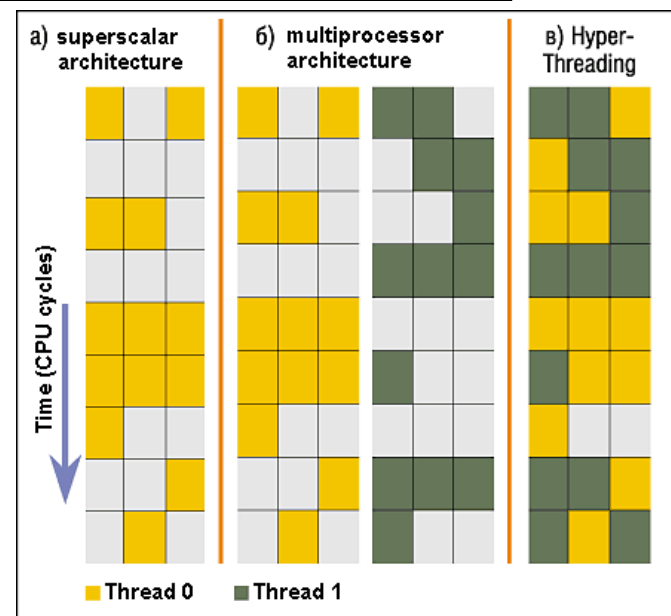 а) superscalar
architecture
б) multiprocessor
architecture
в) Hyper-
Threading
Time (CPU cycles)
Thread 0
Thread 1